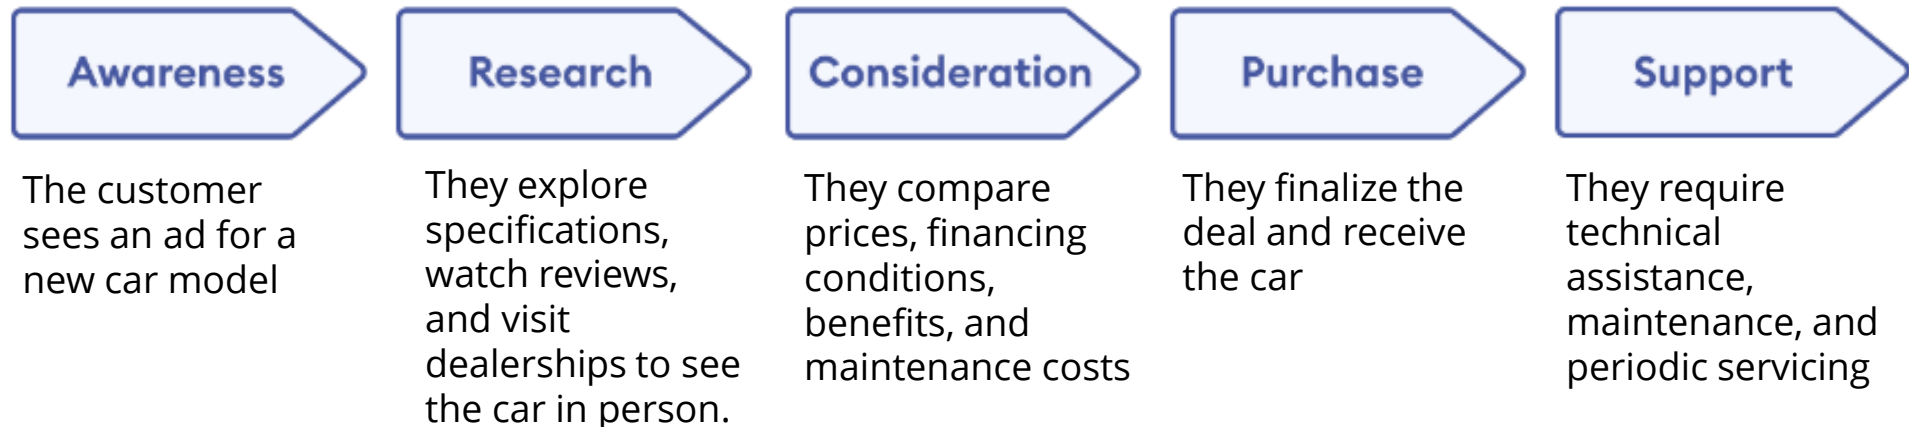 Awareness
Research
Consideration
Purchase
Support
The customer
sees an ad for a
new car model
They explore
specifications,
watch reviews,
and visit
dealerships to see
the car in person.
They compare
prices, financing
conditions,
benefits, and
maintenance costs
They finalize the
deal and receive
the car
They require
technical
assistance,
maintenance, and
periodic servicing